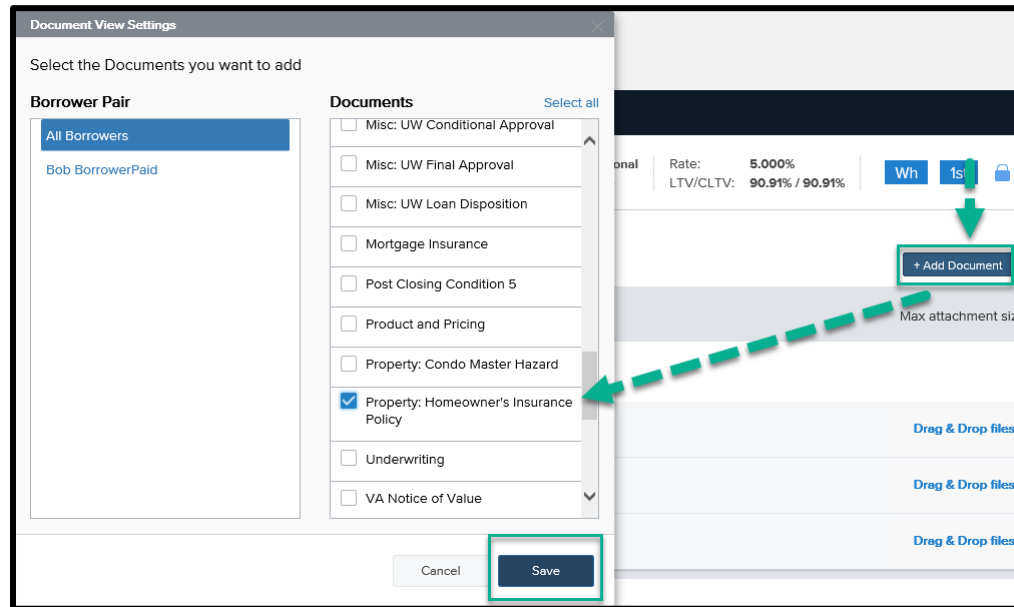 Document View Settings
Select the Documents you want to add
Borrower Pair
All Borrowers
Bob BorrowerPaid
Documents
Select all
Misc: UW Conditional Approval
Misc: UW Final Approval
Misc: UW Loan Disposition
Mortgage Insurance
Post Closing Condition 5
Product and Pricing
Property: Condo Master Hazard
Property: Homeowner's Insurance
Policy
Underwriting
VA Notice of Value
Cancel
Save
onal
Rate: 5.000%
LTV/CLTV: 90.91% / 90.91%
Wh
1st
+ Add Document
Max attachment siz
Drag & Drop files
Drag & Drop files
Drag & Drop files